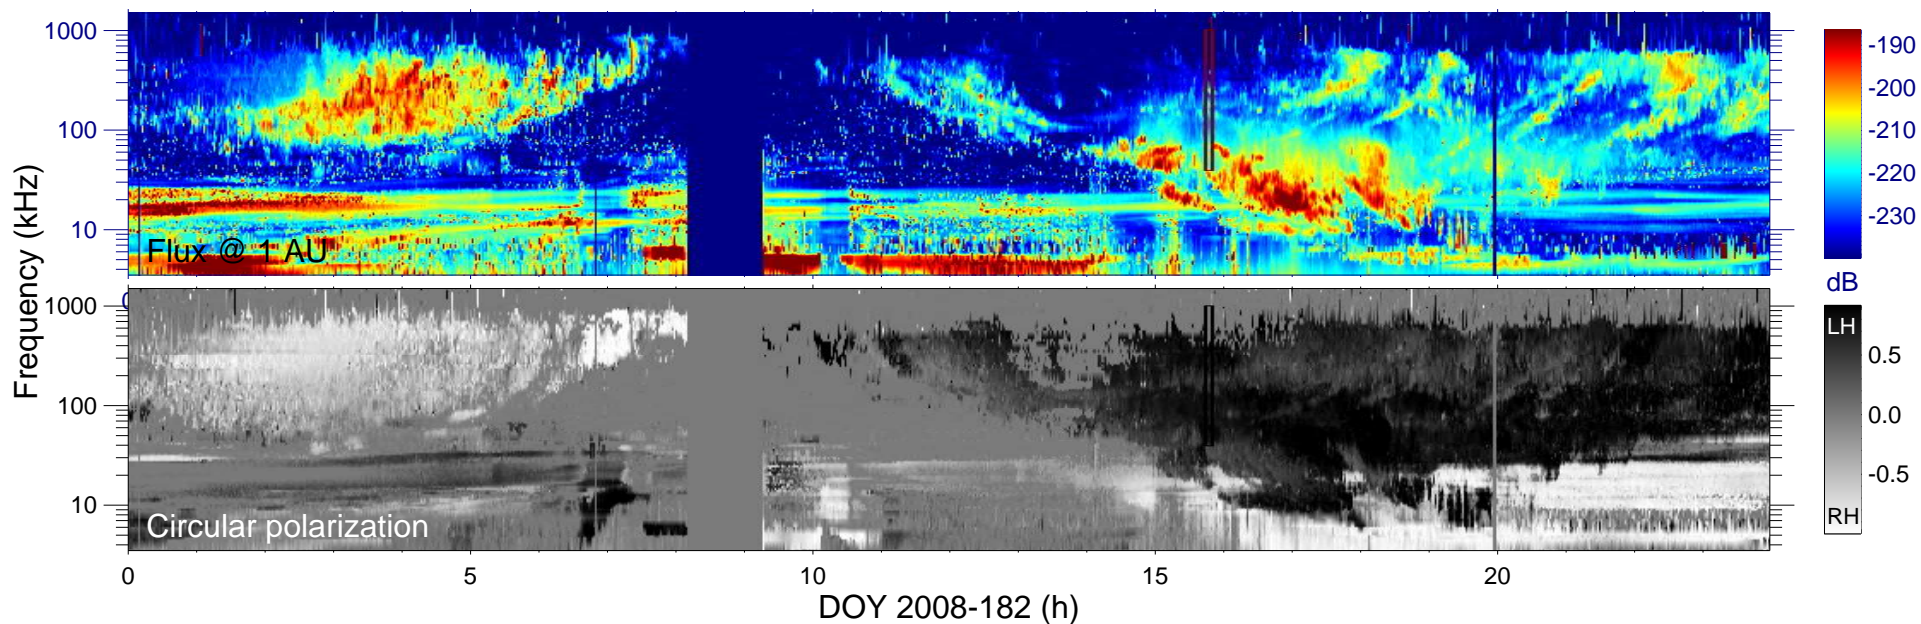 1000
100
10
Flux @ 1 AU
-190
-200
-210
-220
-230
dB
Frequency (kHz)
0
1000
100
10
Circular polarization
LH
0.5
0.0
-0.5
RH
0 5 10 15 20
DOY 2008-182 (h)